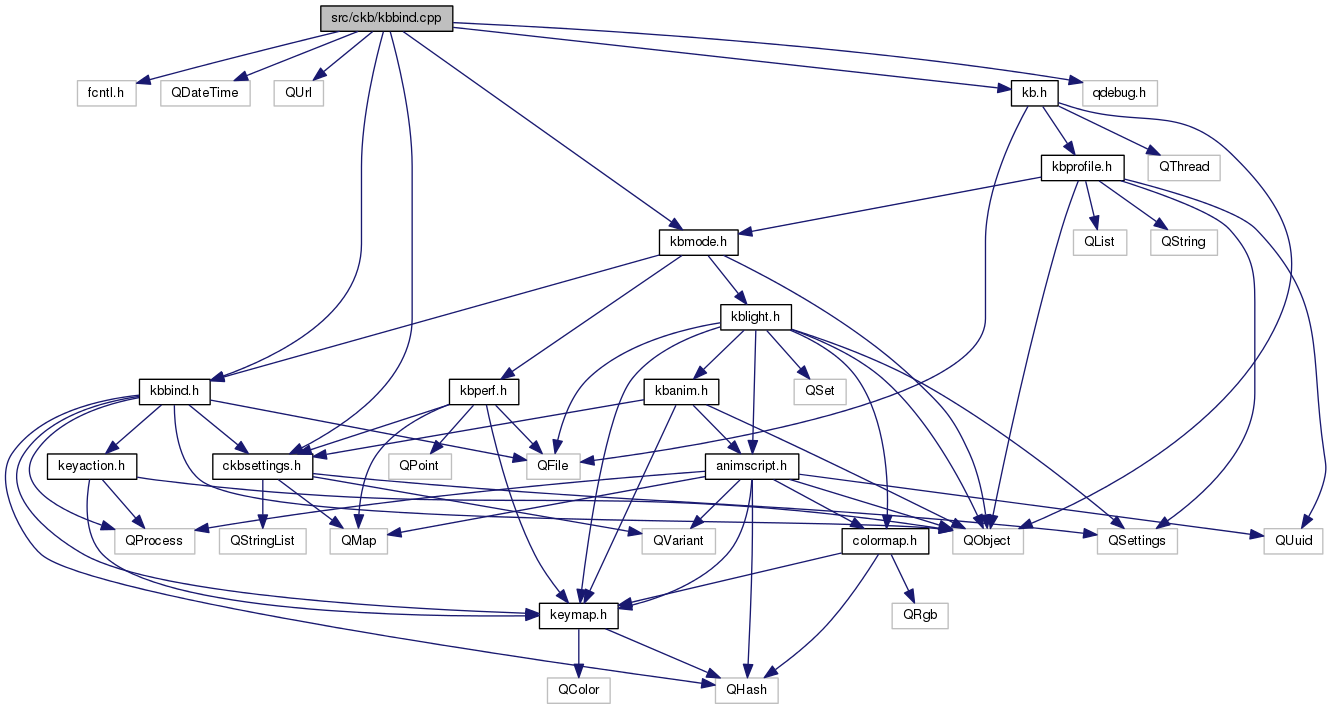 src/ckb/kbbind.cpp
fcntl.h
QDateTime
QUrl
kb.h
qdebug.h
kbprofile.h
QThread
kbmode.h
QList
QString
kblight.h
kbbind.h
kbperf.h
kbanim.h
QSet
keyaction.h
ckbsettings.h
QPoint
QFile
animscript.h
QProcess
QStringList
QMap
QVariant
colormap.h
QObject
QSettings
QUuid
keymap.h
QRgb
QColor
QHash